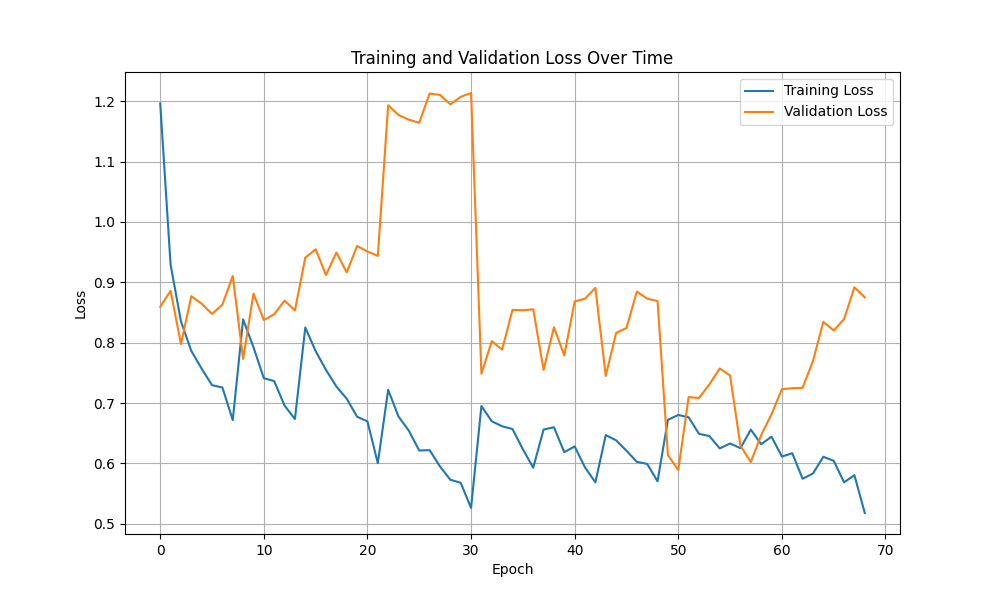 Training and Validation Loss Over Time
Training Loss
Validation Loss
1.2
1.1
1.0
0.9
0.8
0.7
0.6
0.5
Loss
0 10 20 30 40 50 60 70
Epoch